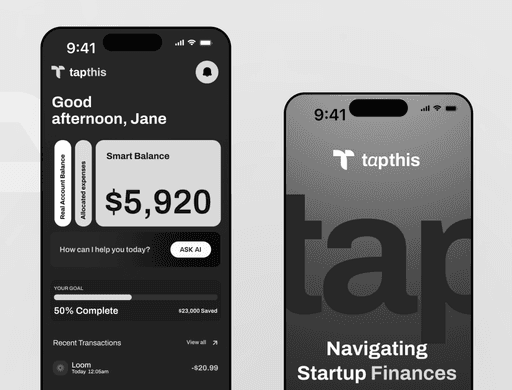 9:41
tapthis
Good
afternoon, Jane
Real Account Balance
Allocated expenses
Smart Balance
$5,920
How can I help you today?
ASK AI
YOUR GOAL
50% Complete
$23,000 Saved
Recent Transactions
View all
Loom
Today 12:05am
-$20.99
9:41
tapthis
tap
Navigating
Startup Finances